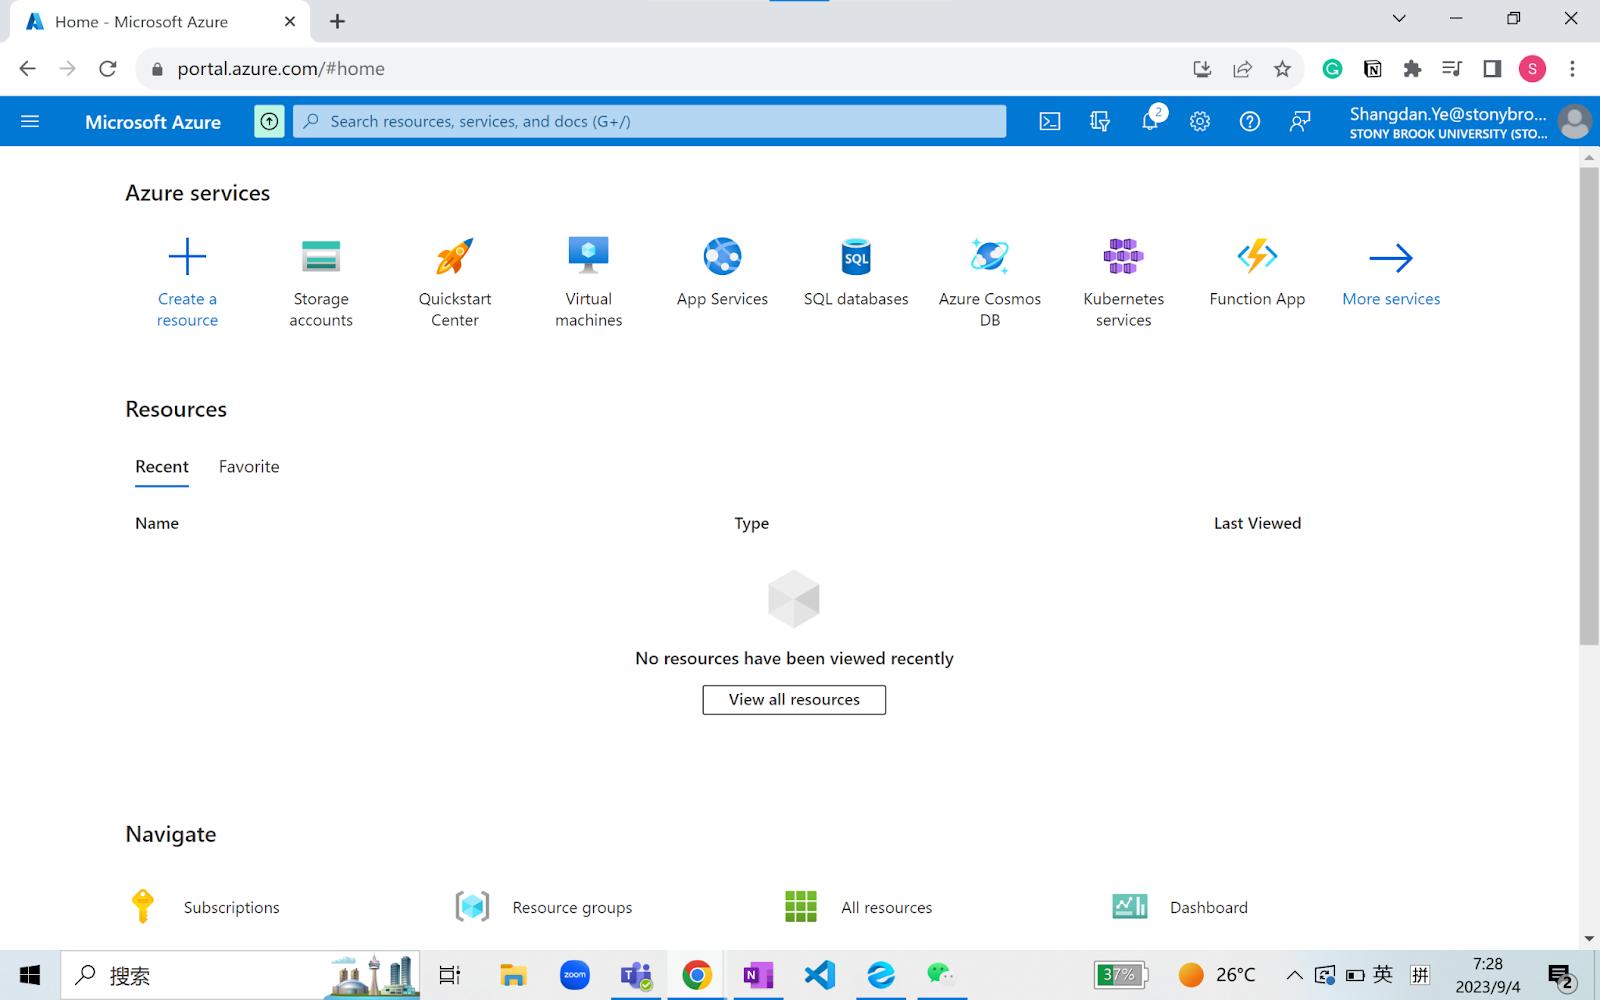 Home - Microsoft Azure
portal.azure.com/#home
S
Microsoft Azure
Search resources, services, and docs (G+/)
2
Shangdan.Ye@stonybro...
STONY BROOK UNIVERSITY (STO...
Azure services
Create a resource
Storage accounts
Quickstart Center
Virtual machines
App Services
SQL
SQL databases
Azure Cosmos DB
Kubernetes services
Function App
More services
Resources
Recent Favorite
Name Type Last Viewed
No resources have been viewed recently
View all resources
Navigate
Subscriptions Resource groups All resources Dashboard
搜索
zoom
37%
26°C
英
拼
7:28
2023/9/4
2